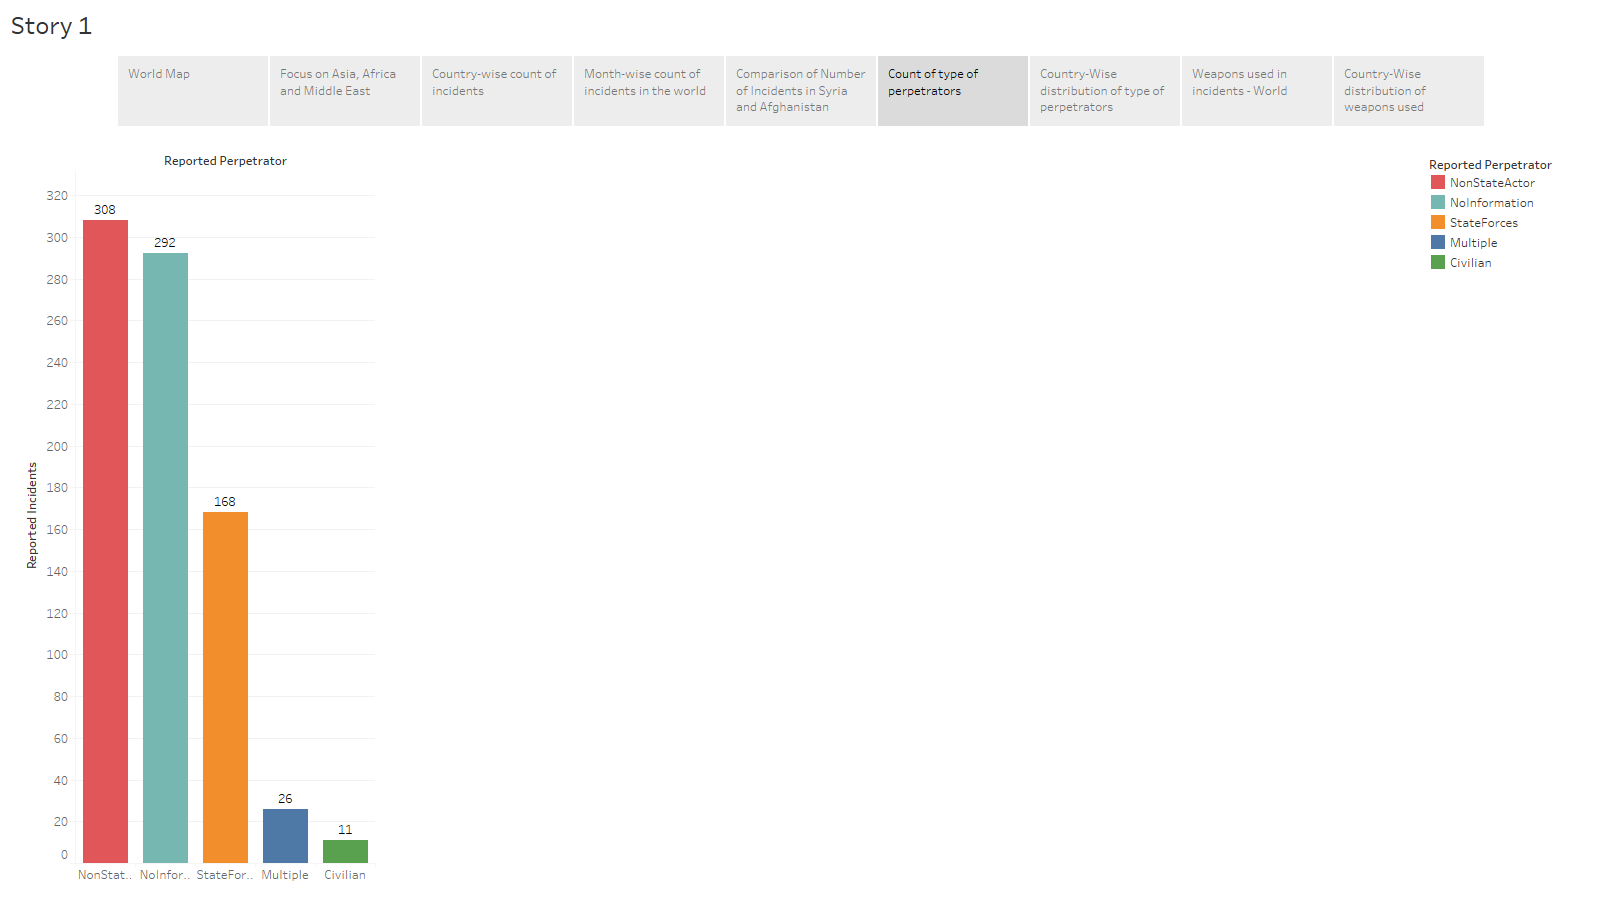 Story 1
World Map
Focus on Asia, Africa
and Middle East
Country-wise count of
incidents
Month-wise count of
incidents in the world
Comparison of Number
of Incidents in Syria
and Afghanistan
Count of type of
perpetrators
Country-Wise
distribution of type of
perpetrators
Weapons used in
incidents - World
Country-Wise
distribution of
weapons used
Reported Perpetrator
Reported Incidents
320
300
280
260
240
220
200
180
160
140
120
100
80
60
40
20
0
308
292
168
26
11
NonStat..
NoInfor..
StateFor..
Multiple
Civilian
Reported Perpetrator
NonStateActor
NoInformation
StateForces
Multiple
Civilian